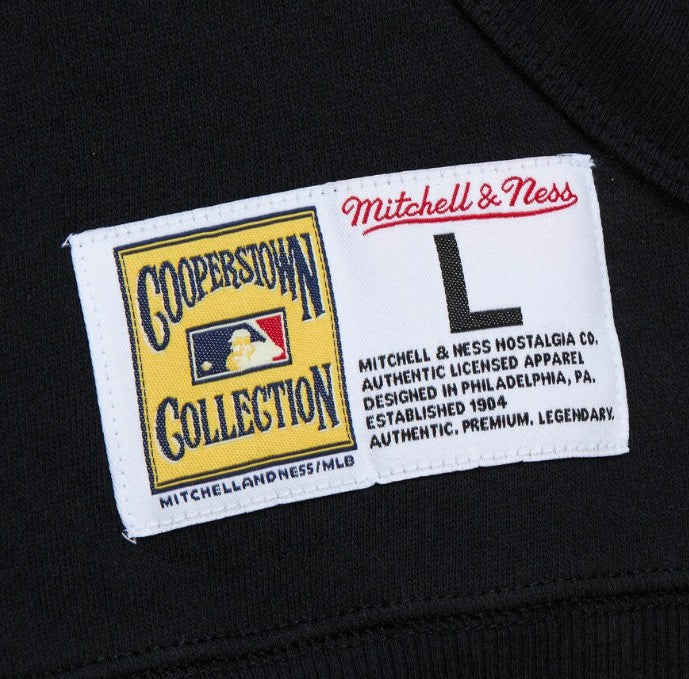 COOPERSTOWN
COLLECTION
MITCHELLANDNESS/MLB
Mitchell & Ness
L
MITCHELL & NESS NOSTALGIA CO.
AUTHENTIC LICENSED APPAREL
DESIGNED IN PHILADELPHIA, PA.
ESTABLISHED 1904
AUTHENTIC. PREMIUM. LEGENDARY.